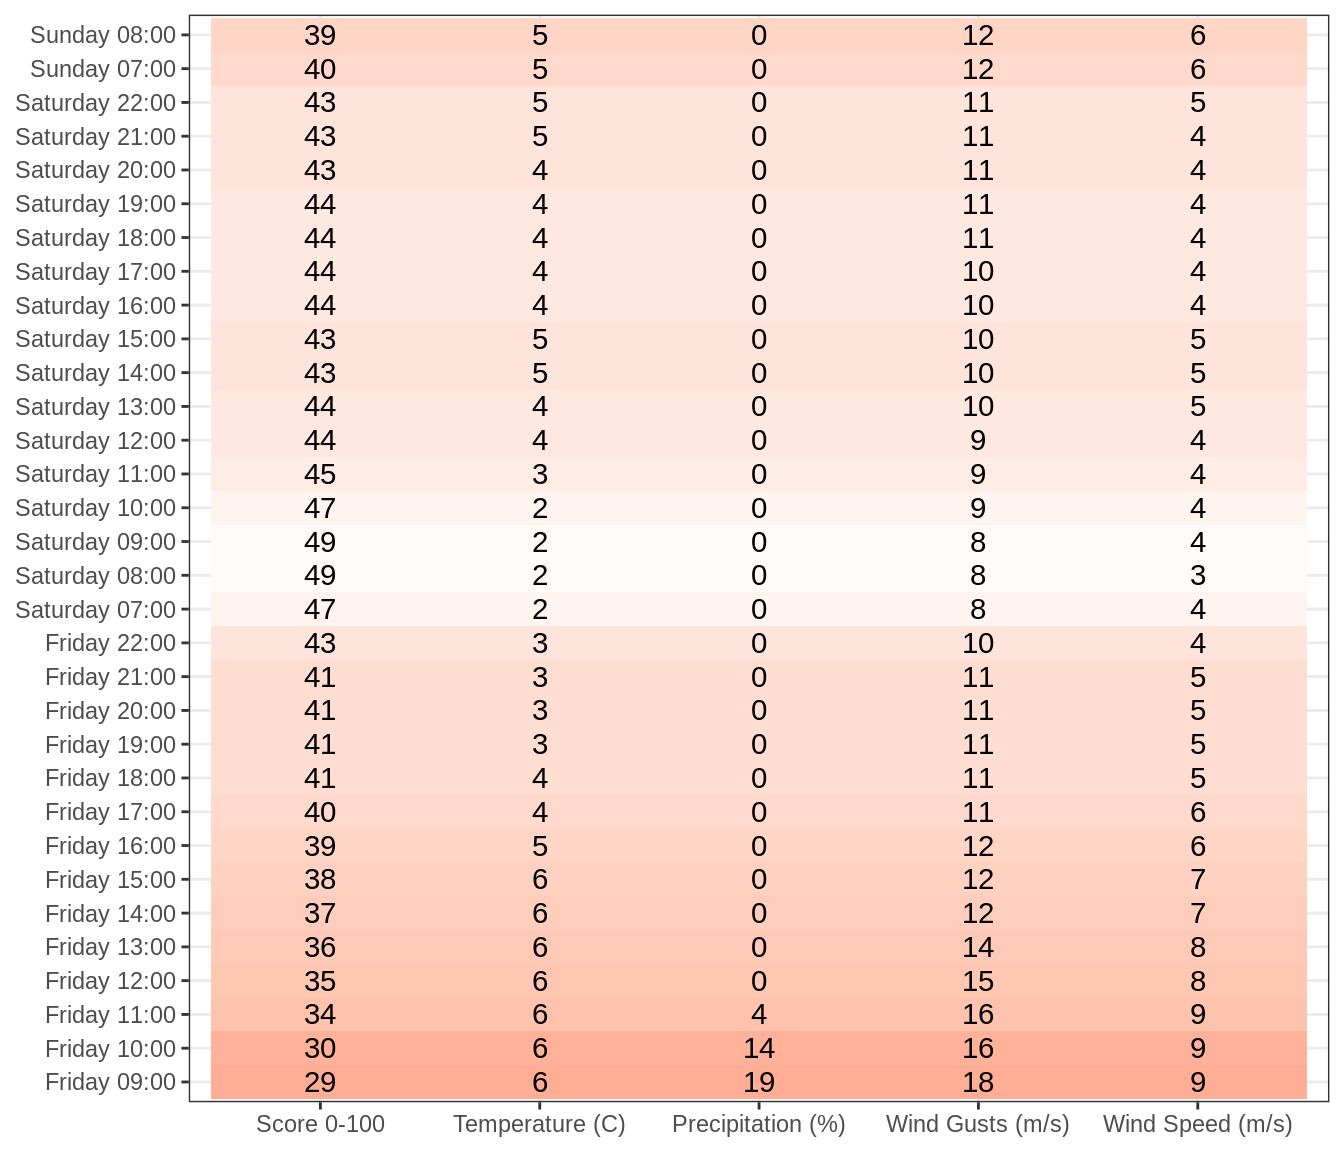 Sunday 08:00 39 5 0 12 6
Sunday 07:00 40 5 0 12 6
Saturday 22:00 43 5 0 11 5
Saturday 21:00 43 5 0 11 4
Saturday 20:00 43 4 0 11 4
Saturday 19:00 44 4 0 11 4
Saturday 18:00 44 4 0 11 4
Saturday 17:00 44 4 0 10 4
Saturday 16:00 44 4 0 10 4
Saturday 15:00 43 5 0 10 5
Saturday 14:00 43 5 0 10 5
Saturday 13:00 44 4 0 10 5
Saturday 12:00 44 4 0 9 4
Saturday 11:00 45 3 0 9 4
Saturday 10:00 47 2 0 9 4
Saturday 09:00 49 2 0 8 4
Saturday 08:00 49 2 0 8 3
Saturday 07:00 47 2 0 8 4
Friday 22:00 43 3 0 10 4
Friday 21:00 41 3 0 11 5
Friday 20:00 41 3 0 11 5
Friday 19:00 41 3 0 11 5
Friday 18:00 41 4 0 11 5
Friday 17:00 40 4 0 11 6
Friday 16:00 39 5 0 12 6
Friday 15:00 38 6 0 12 7
Friday 14:00 37 6 0 12 7
Friday 13:00 36 6 0 14 8
Friday 12:00 35 6 0 15 8
Friday 11:00 34 6 4 16 9
Friday 10:00 30 6 14 16 9
Friday 09:00 29 6 19 18 9
Score 0-100 Temperature (C) Precipitation (%) Wind Gusts (m/s) Wind Speed (m/s)